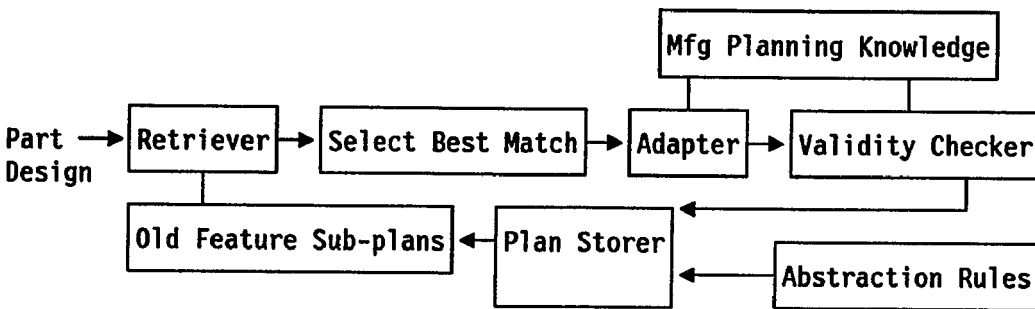 Mfg Planning Knowledge
Part
Design
Retriever
Select Best Match
Adapter
Validity Checker
Old Feature Sub-plans
Plan Storer
Abstraction Rules